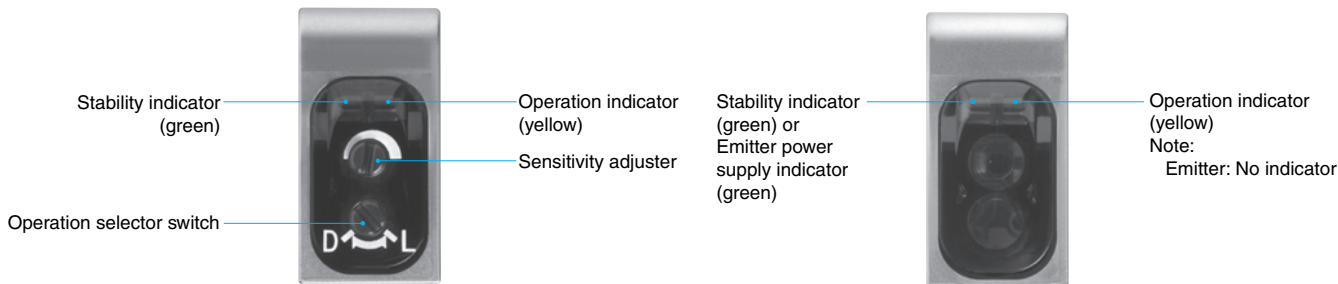 Stability indicator
(green)
Operation indicator
(yellow)
Sensitivity adjuster
Operation selector switch
D L
Stability indicator
(green) or
Emitter power
supply indicator
(green)
Operation indicator
(yellow)
Note:
Emitter: No indicator